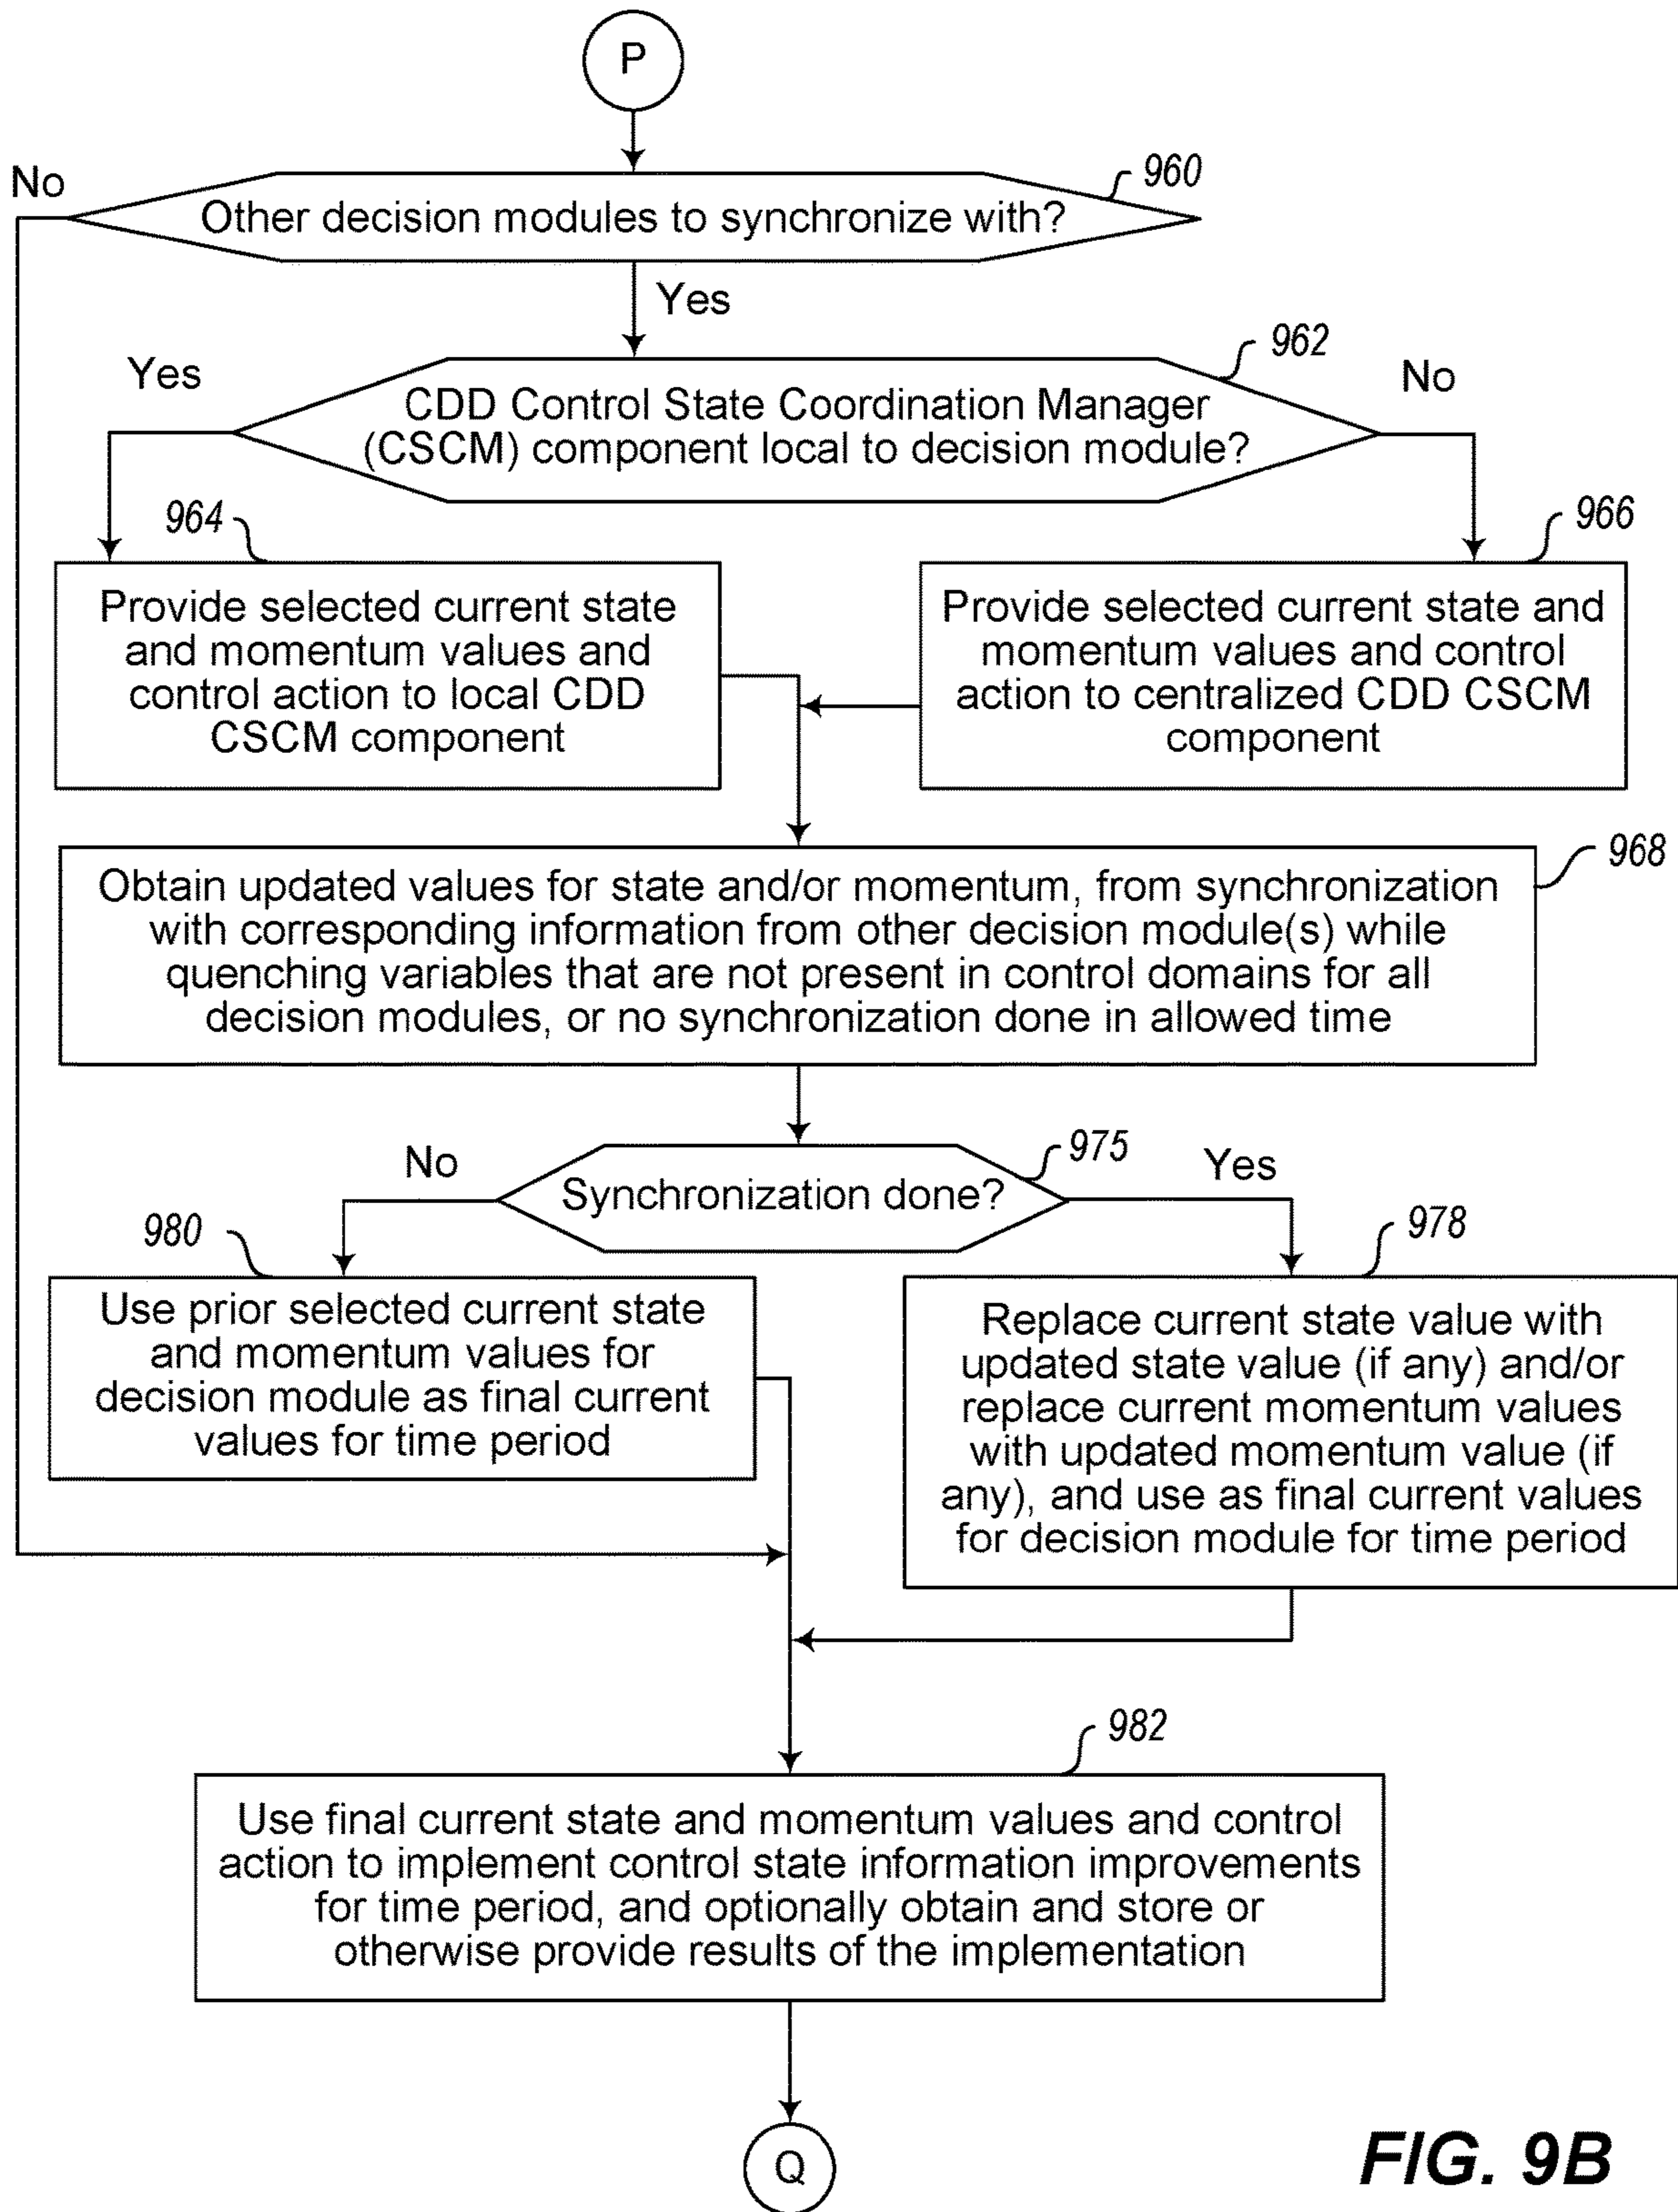 P
No
960
Other decision modules to synchronize with?
Yes
962
Yes
No
CDD Control State Coordination Manager
(CSCM) component local to decision module?
964
966
Provide selected current state
and momentum values and
control action to local CDD
CSCM component
Provide selected current state and
momentum values and control
action to centralized CDD CSCM
component
968
Obtain updated values for state and/or momentum, from synchronization
with corresponding information from other decision module(s) while
quenching variables that are not present in control domains for all
decision modules, or no synchronization done in allowed time
No
975
Yes
Synchronization done?
980
978
Use prior selected current state
and momentum values for
decision module as final current
values for time period
Replace current state value with
updated state value (if any) and/or
replace current momentum values
with updated momentum value (if
any), and use as final current values
for decision module for time period
982
Use final current state and momentum values and control
action to implement control state information improvements
for time period, and optionally obtain and store or
otherwise provide results of the implementation
Q
FIG. 9B